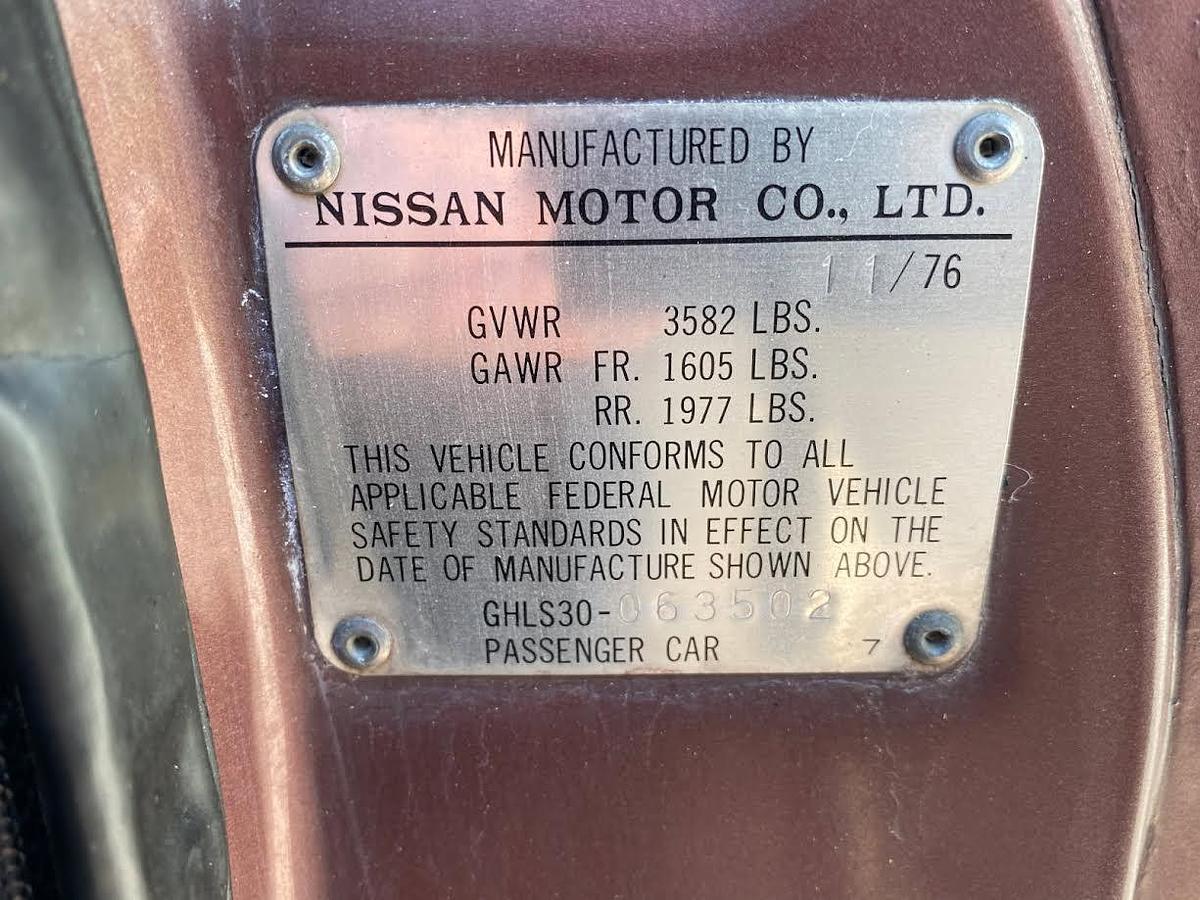 MANUFACTURED BY
NISSAN MOTOR CO., LTD.
11/76
GVWR 3582 LBS.
GAWR FR. 1605 LBS.
RR. 1977 LBS.
THIS VEHICLE CONFORMS TO ALL
APPLICABLE FEDERAL MOTOR VEHICLE
SAFETY STANDARDS IN EFFECT ON THE
DATE OF MANUFACTURE SHOWN ABOVE.
GHLS30-063502
PASSENGER CAR 7